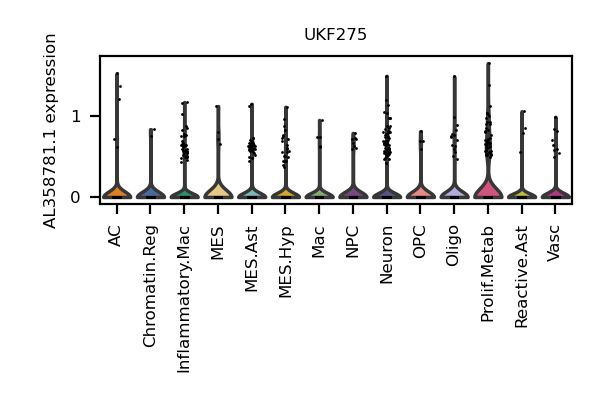 UKF275
AL358781.1 expression
1
0
AC
Chromatin.Reg
Inflammatory.Mac
MES
MES.Ast
MES.Hyp
Mac
NPC
Neuron
OPC
Oligo
Prolif.Metab
Reactive.Ast
Vasc